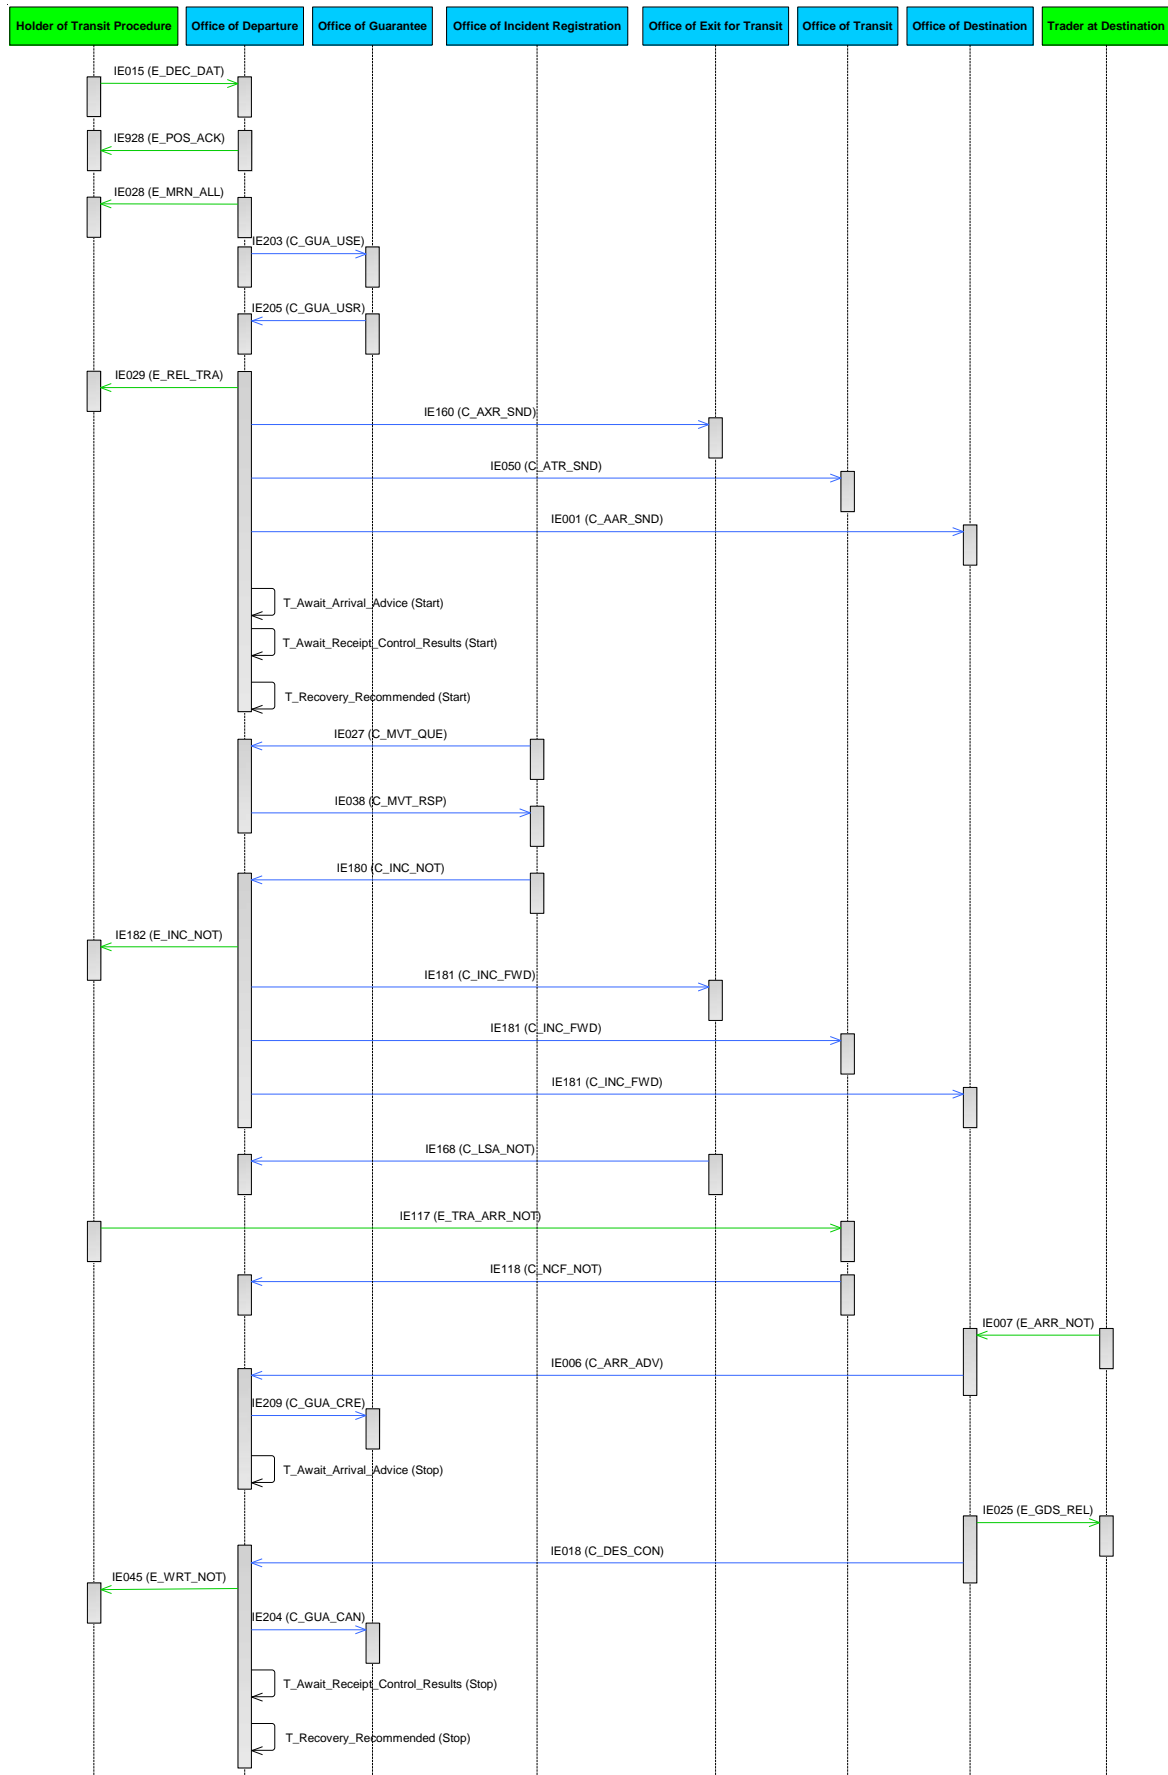 Holder of Transit Procedure
Office of Departure
Office of Guarantee
Office of Incident Registration
Office of Exit for Transit
Office of Transit
Office of Destination
Trader at Destination
IE015 (E_DEC_DAT)
IE928 (E_POS_ACK)
IE028 (E_MRN_ALL)
IE203 (C_GUA_USE)
IE205 (C_GUA_USR)
IE029 (E_REL_TRA)
IE160 (C_AXR_SND)
IE050 (C_ATR_SND)
IE001 (C_AAR_SND)
T_Await_Arrival_Advice (Start)
T_Await_Receipt_Control_Results (Start)
T_Recovery_Recommended (Start)
IE027 (C_MVT_QUE)
IE038 (C_MVT_RSP)
IE180 (C_INC_NOT)
IE182 (E_INC_NOT)
IE181 (C_INC_FWD)
IE181 (C_INC_FWD)
IE181 (C_INC_FWD)
IE168 (C_LSA_NOT)
IE117 (E_TRA_ARR_NOT)
IE118 (C_NCF_NOT)
IE007 (E_ARR_NOT)
IE006 (C_ARR_ADV)
IE209 (C_GUA_CRE)
T_Await_Arrival_Advice (Stop)
IE025 (E_GDS_REL)
IE018 (C_DES_CON)
IE045 (E_WRT_NOT)
IE204 (C_GUA_CAN)
T_Await_Receipt_Control_Results (Stop)
T_Recovery_Recommended (Stop)